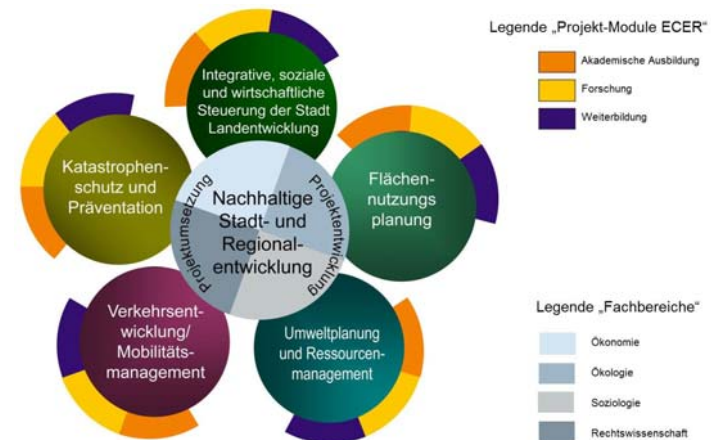 Integrative, soziale
und wirtschaftliche
Steuerung der Stadt
Landentwicklung
Katastrophen-
schutz und
Präventation
Flächen-
nutzungs
planung
Projektumsetzung
Nachhaltige
Stadt- und
Regional-
entwicklung
Projektentwicklung
Verkehrsent-
wicklung/
Mobilitäts-
management
Umweltplanung
und Ressourcen-
management
Legende „Projekt-Module ECER“
Akademische Ausbildung
Forschung
Weiterbildung
Legende „Fachbereiche“
Ökonomie
Ökologie
Soziologie
Rechtswissenschaft